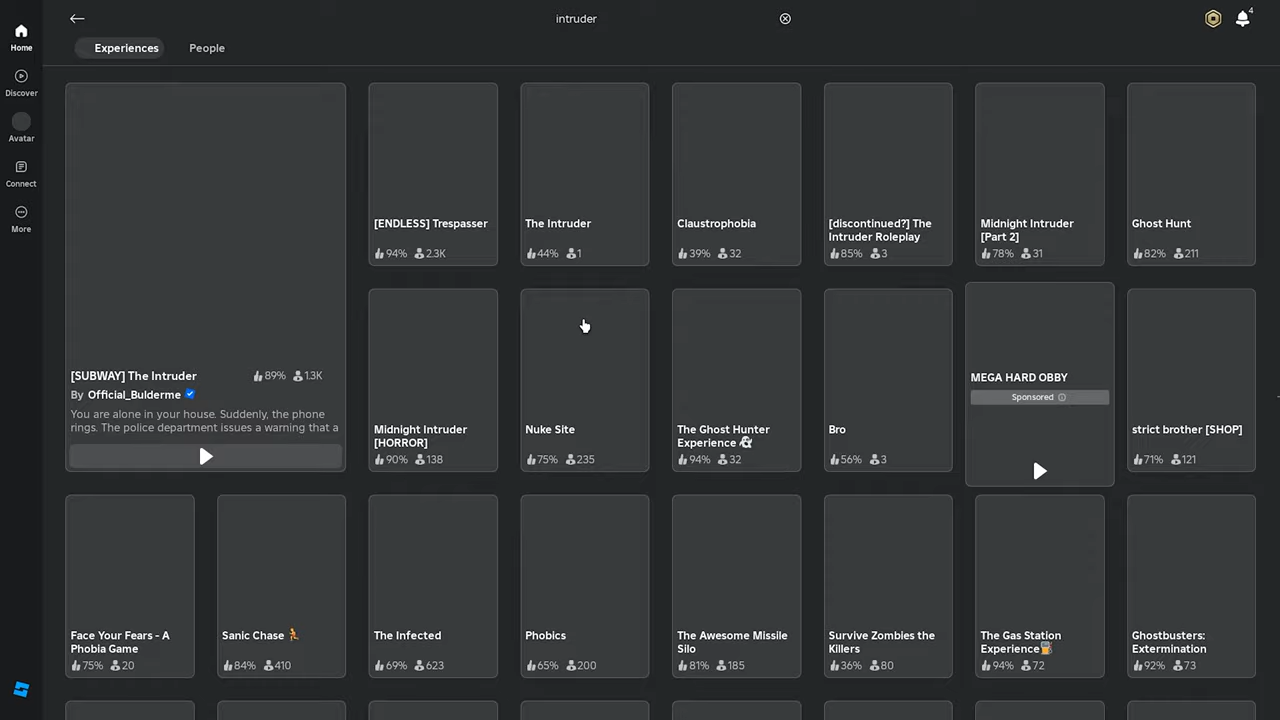 intruder
4
Home
Discover
Avatar
Connect
More
Experiences
People
[SUBWAY] The Intruder
89% 1.3K
By Official_Bulderme
You are alone in your house. Suddenly, the phone
rings. The police department issues a warning that a
[ENDLESS] Trespasser
94% 2.3K
The Intruder
44% 1
Claustrophobia
39% 32
[discontinued?] The
Intruder Roleplay
85% 3
Midnight Intruder
[Part 2]
78% 31
Ghost Hunt
82% 211
Midnight Intruder
[HORROR]
90% 138
Nuke Site
75% 235
The Ghost Hunter
Experience 👻
94% 32
Bro
56% 3
MEGA HARD OBBY
Sponsored
strict brother [SHOP]
71% 121
Face Your Fears - A
Phobia Game
75% 20
Sanic Chase 🏃
84% 410
The Infected
69% 623
Phobics
65% 200
The Awesome Missile
Silo
81% 185
Survive Zombies the
Killers
36% 80
The Gas Station
Experience⛽
94% 72
Ghostbusters:
Extermination
92% 73